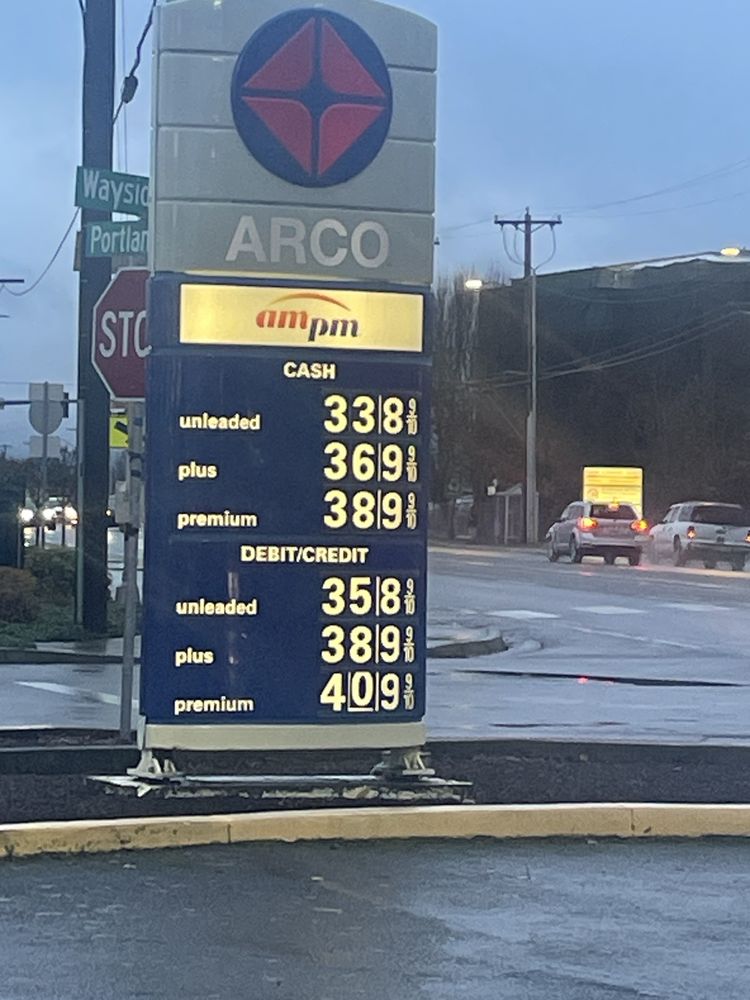 ARCO
Waysid
Portlan
STO
ampm
CASH
unleaded 338 9/10
plus 369 9/10
premium 389 9/10
DEBIT/CREDIT
unleaded 358 9/10
plus 389 9/10
premium 409 9/10